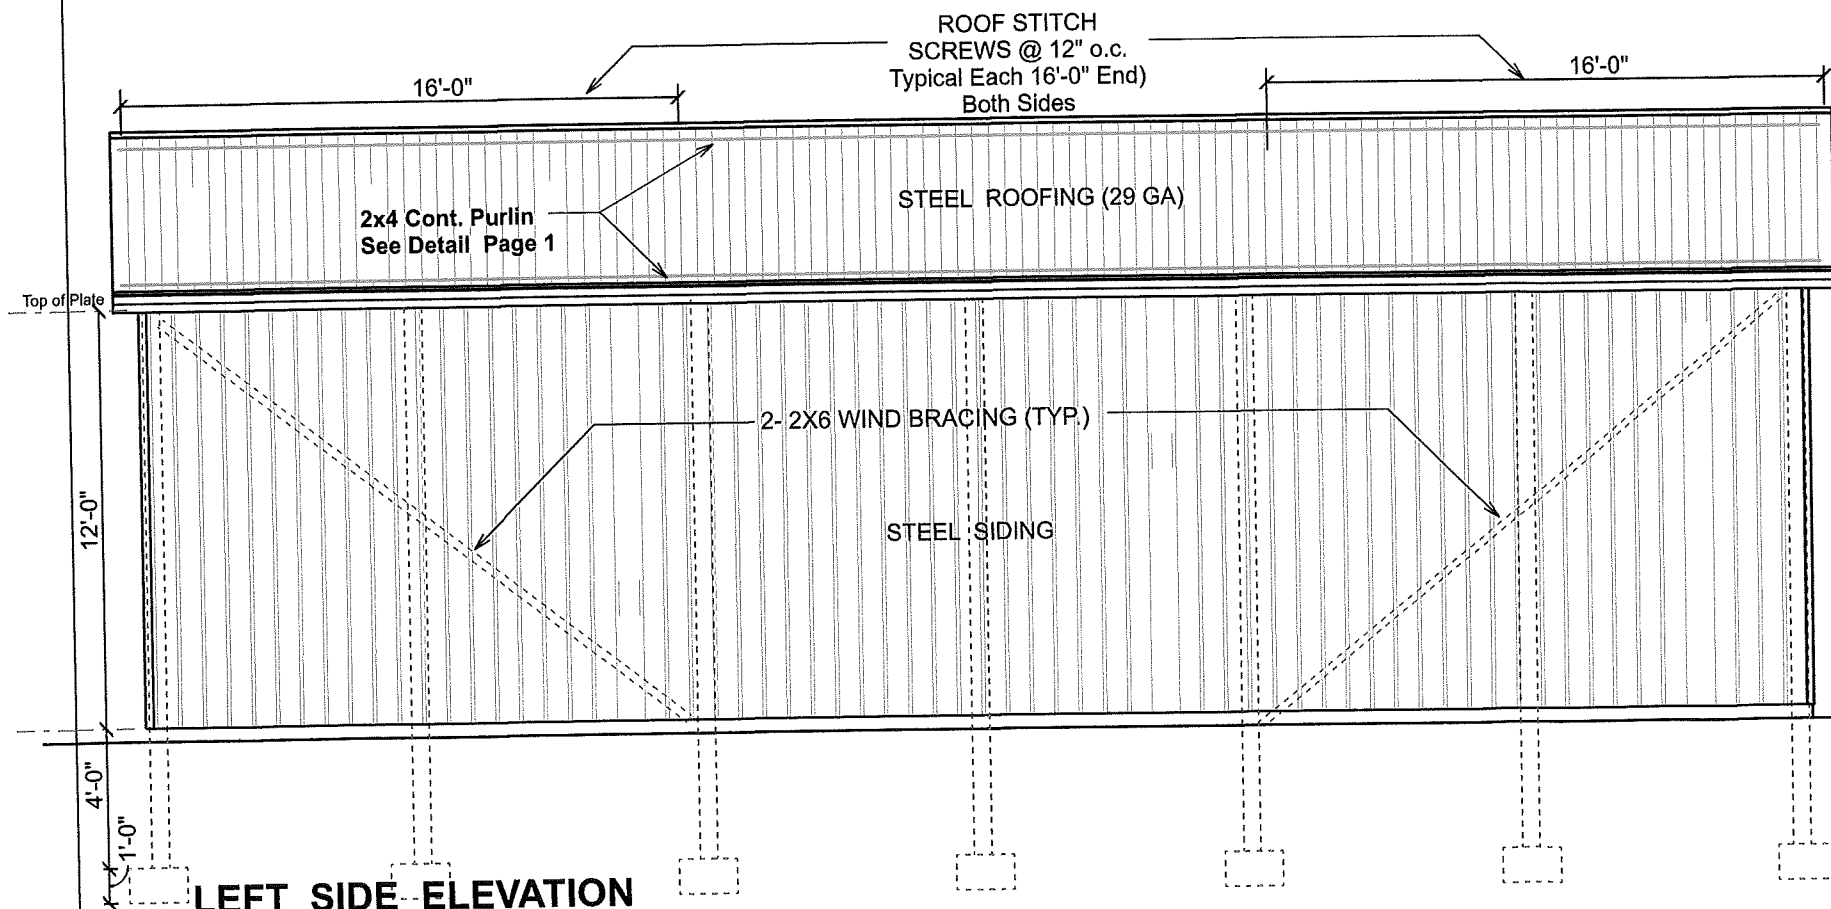 ROOF STITCH
SCREWS @ 12" o.c.
Typical Each 16'-0" End)
Both Sides
16'-0"
16'-0"
STEEL ROOFING (29 GA)
2x4 Cont. Purlin
See Detail Page 1
Top of Plate
2- 2X6 WIND BRACING (TYP.)
12'-0"
STEEL SIDING
4'-0"
1'-0"
LEFT SIDE ELEVATION